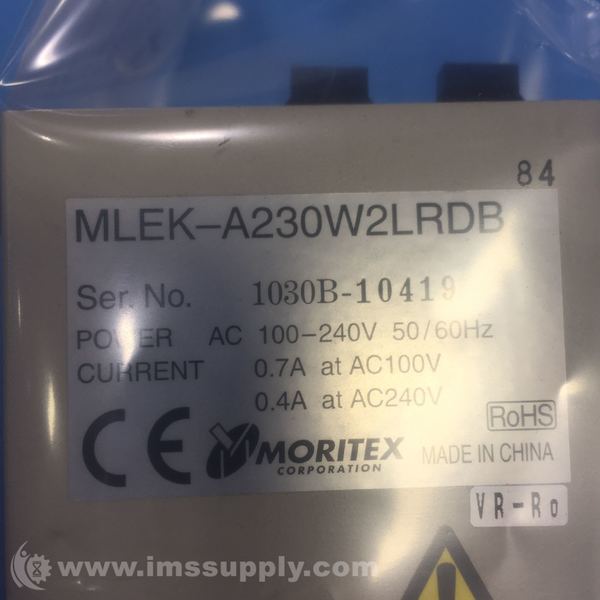 84
MLEK-A230W2LRDB
Ser. No. 1030B-10419
POWER AC 100-240V 50/60Hz
CURRENT 0.7A at AC100V
0.4A at AC240V
RoHS
CE MORITEX
CORPORATION
MADE IN CHINA
VR-Ro
www.imssupply.com